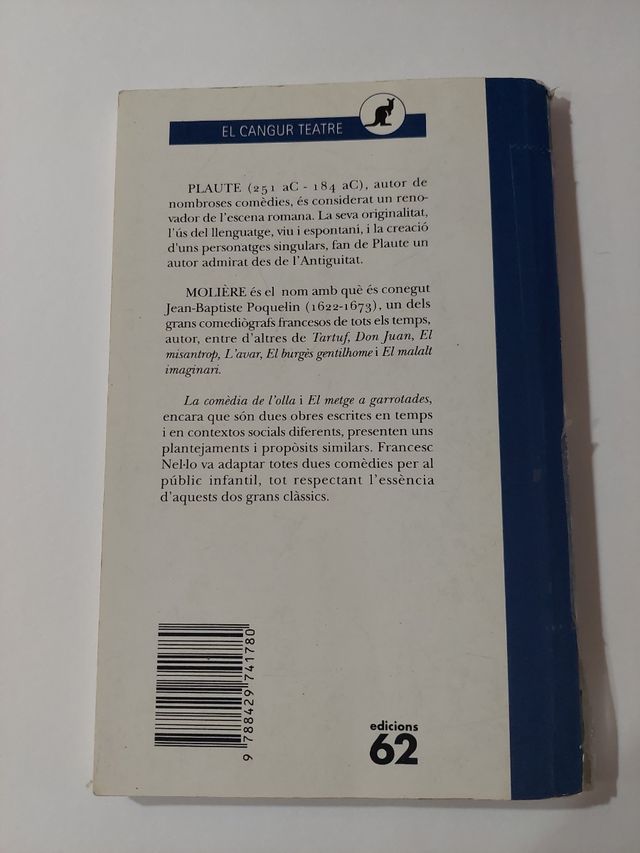 EL CANGUR TEATRE
PLAUTE (251 aC - 184 aC), autor de
nombroses comèdies, és considerat un reno-
vador de l'escena romana. La seva originalitat,
l'ús del llenguatge, viu i espontani, i la creació
d'uns personatges singulars, fan de Plaute un
autor admirat des de l'Antiguitat.
MOLIÈRE és el nom amb què és conegut
Jean-Baptiste Poquelin (1622-1673), un dels
grans comediògrafs francesos de tots els temps,
autor, entre d'altres de Tartuf, Don Juan, El
misantrop, L'avar, El burgès gentilhome i El malalt
imaginari.
La comèdia de l'olla i El metge a garrotades,
encara que són dues obres escrites en temps
i en contextos socials diferents, presenten uns
plantejaments i propòsits similars. Francesc
Nel·lo va adaptar totes dues comèdies per al
públic infantil, tot respectant l'essència
d'aquests dos grans clàssics.
9 788429 741780
edicions
62